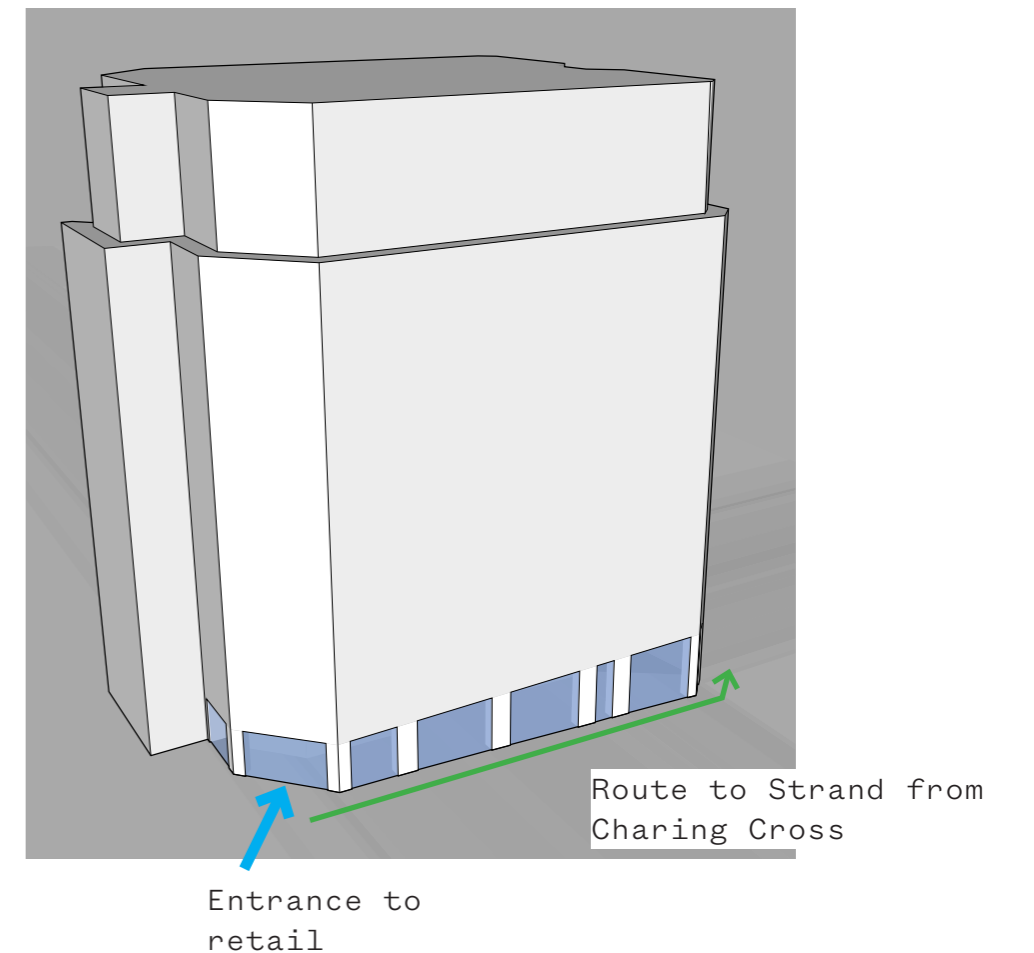 Route to Strand from
Charing Cross
Entrance to
retail